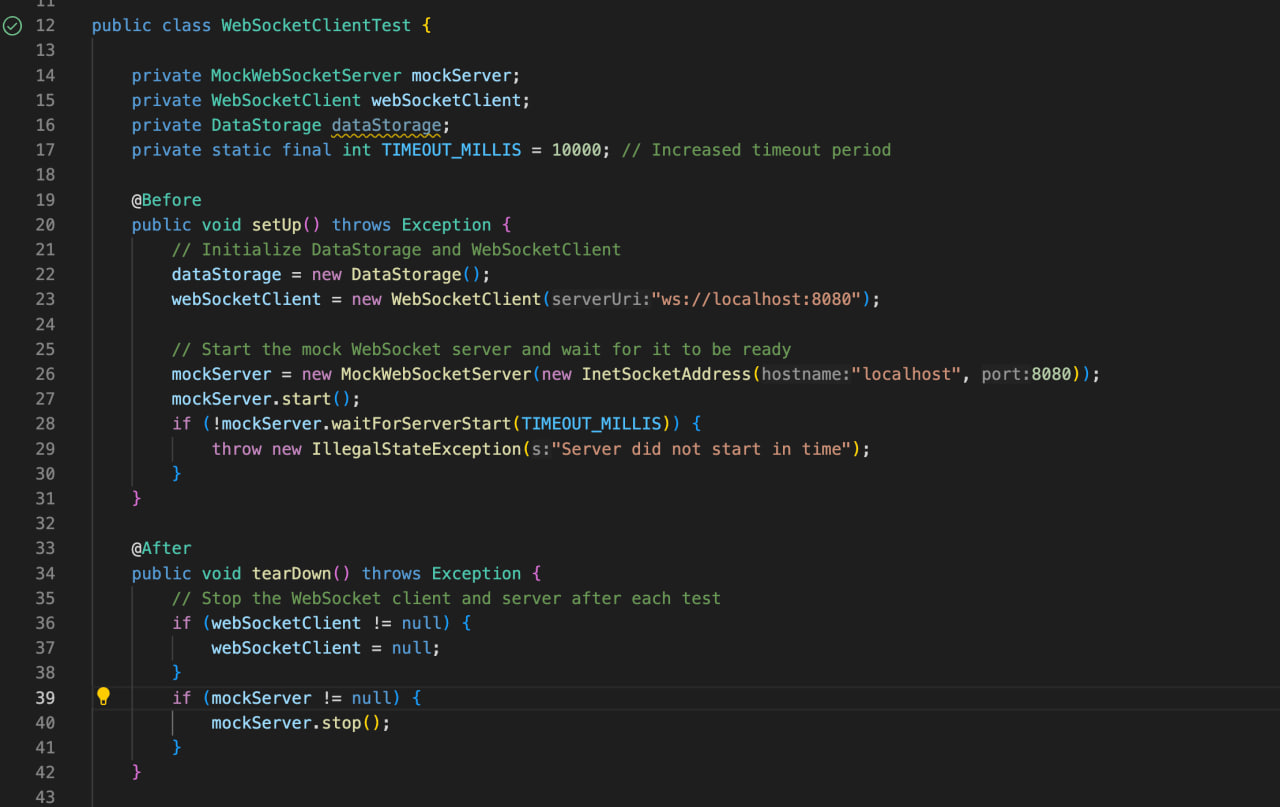 11
12 public class WebSocketClientTest {
13
14 private MockWebSocketServer mockServer;
15 private WebSocketClient webSocketClient;
16 private DataStorage dataStorage;
17 private static final int TIMEOUT_MILLIS = 10000; // Increased timeout period
18
19 @Before
20 public void setUp() throws Exception {
21 // Initialize DataStorage and WebSocketClient
22 dataStorage = new DataStorage();
23 webSocketClient = new WebSocketClient(serverUri:"ws://localhost:8080");
24
25 // Start the mock WebSocket server and wait for it to be ready
26 mockServer = new MockWebSocketServer(new InetSocketAddress(hostname:"localhost", port:8080));
27 mockServer.start();
28 if (!mockServer.waitForServerStart(TIMEOUT_MILLIS)) {
29 throw new IllegalStateException(s:"Server did not start in time");
30 }
31 }
32
33 @After
34 public void tearDown() throws Exception {
35 // Stop the WebSocket client and server after each test
36 if (webSocketClient != null) {
37 webSocketClient = null;
38 }
39 if (mockServer != null) {
40 mockServer.stop();
41 }
42 }
43